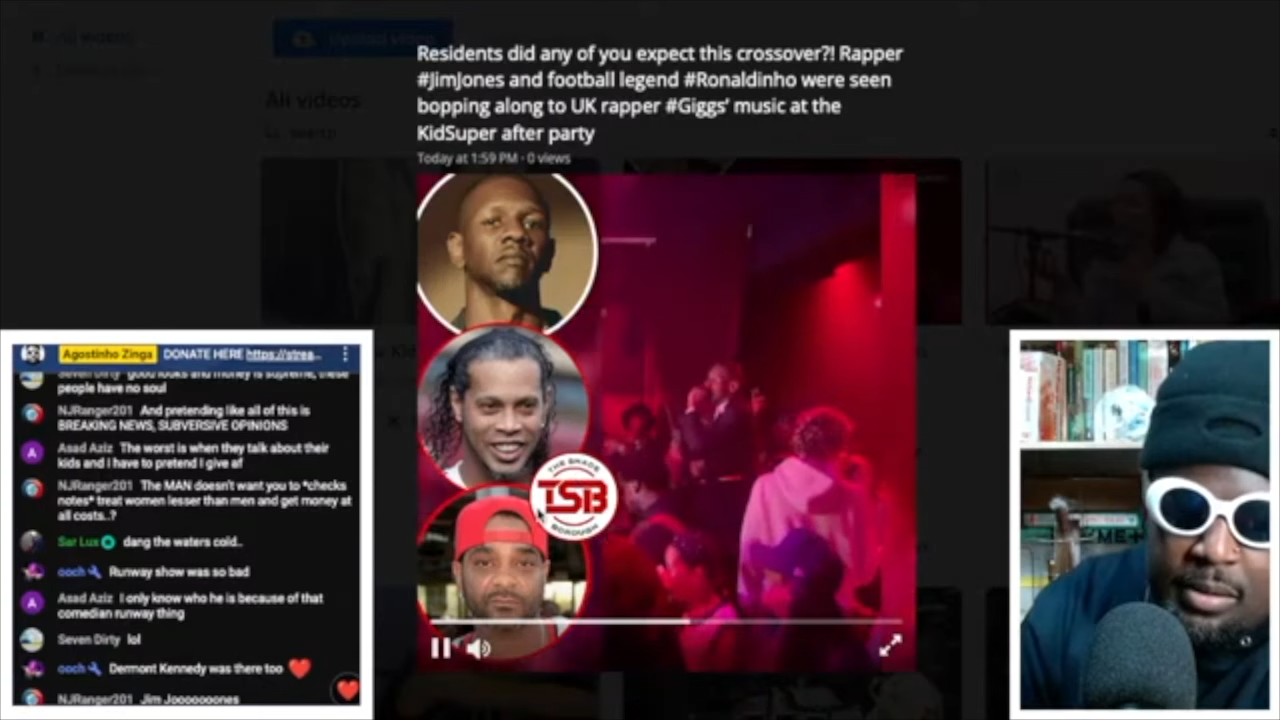 All videos
Residents did any of you expect this crossover?! Rapper
#JimJones and football legend #Ronaldinho were seen
bopping along to UK rapper #Giggs' music at the
KidSuper after party
Today at 1:59 PM · 0 views
THE SHADE
TSB
BOROUGH
Agostinho Zinga DONATE HERE https://strea...
Seven Dirty good looks and money is supreme, these
people have no soul
NJRanger201 And pretending like all of this is
BREAKING NEWS, SUBVERSIVE OPINIONS
A Asad Aziz The worst is when they talk about their
kids and I have to pretend I give af
NJRanger201 The MAN doesn't want you to *checks
notes* treat women lesser than men and get money at
all costs..?
Sar Lux dang the waters cold..
ooch Runway show was so bad
A Asad Aziz I only know who he is because of that
comedian runway thing
Seven Dirty lol
ooch Dermont Kennedy was there too ❤️
NJRanger201 Jim Jooooooones